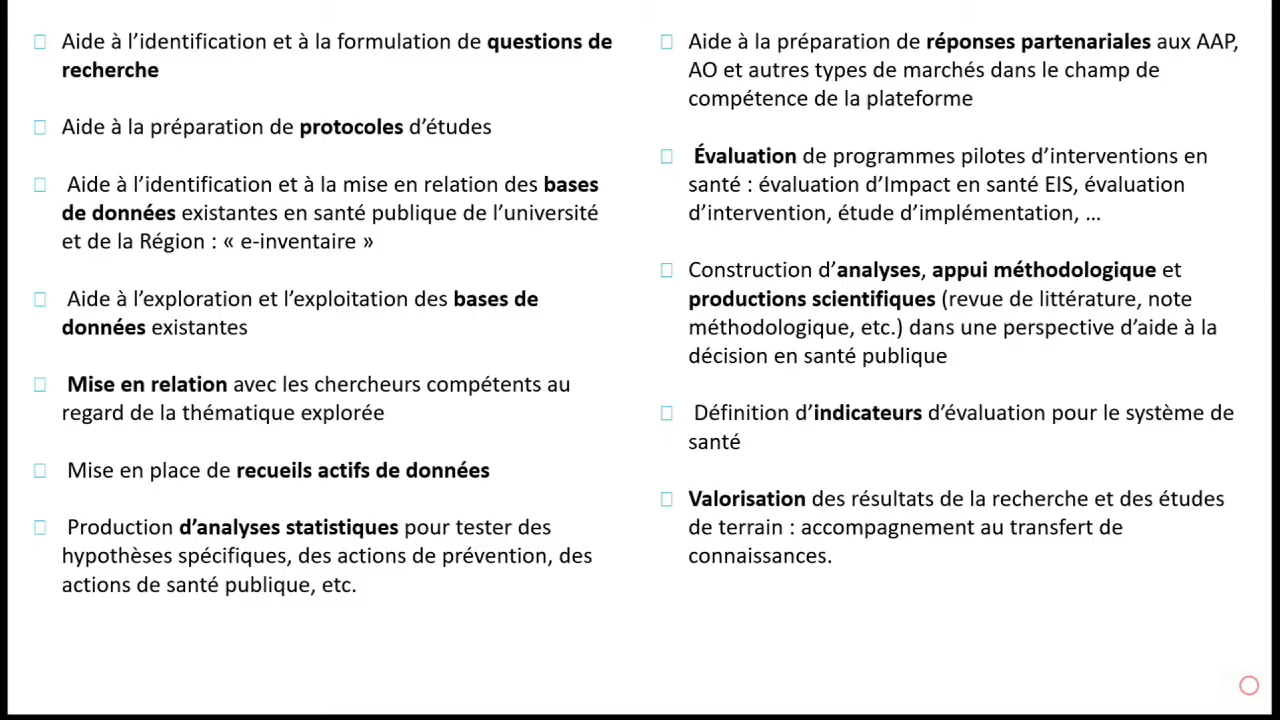 Aide à l’identification et à la formulation de questions de
recherche
Aide à la préparation de protocoles d’études
Aide à l’identification et à la mise en relation des bases
de données existantes en santé publique de l’université
et de la Région : « e-inventaire »
Aide à l’exploration et l’exploitation des bases de
données existantes
Mise en relation avec les chercheurs compétents au
regard de la thématique explorée
Mise en place de recueils actifs de données
Production d’analyses statistiques pour tester des
hypothèses spécifiques, des actions de prévention, des
actions de santé publique, etc.
Aide à la préparation de réponses partenariales aux AAP,
AO et autres types de marchés dans le champ de
compétence de la plateforme
Évaluation de programmes pilotes d’interventions en
santé : évaluation d’Impact en santé EIS, évaluation
d’intervention, étude d’implémentation, …
Construction d’analyses, appui méthodologique et
productions scientifiques (revue de littérature, note
méthodologique, etc.) dans une perspective d’aide à la
décision en santé publique
Définition d’indicateurs d’évaluation pour le système de
santé
Valorisation des résultats de la recherche et des études
de terrain : accompagnement au transfert de
connaissances.